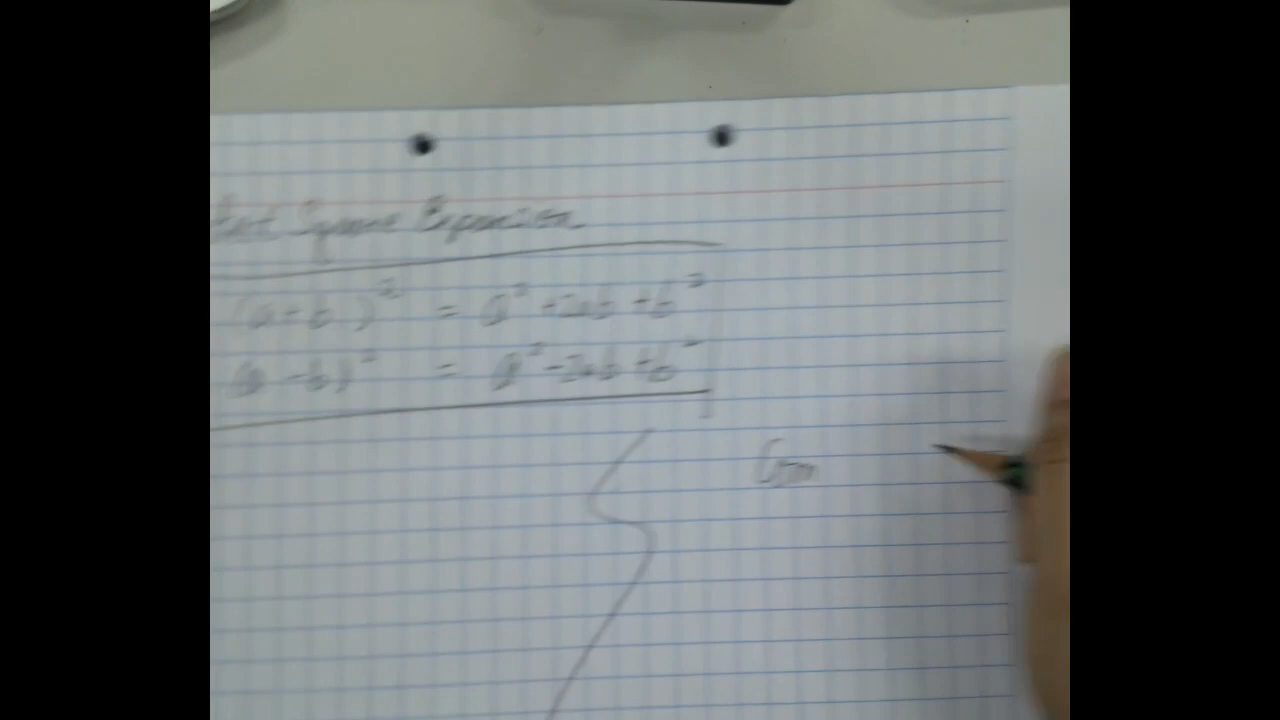 Square Expansion
(a+b)² = a² +2ab +b²
(a-b)² = a² -2ab +b²